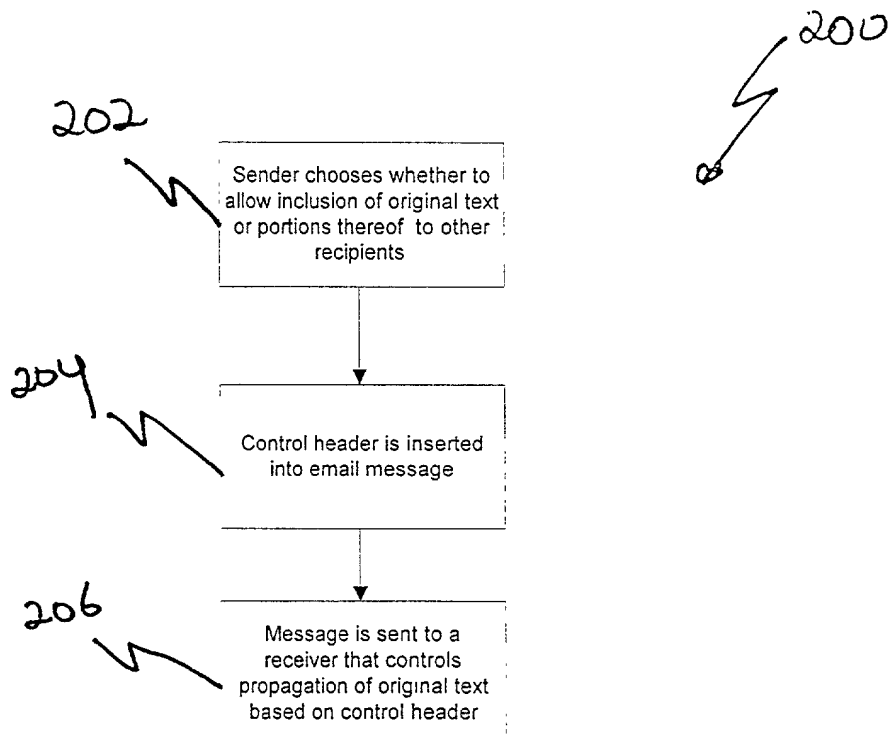 200
202
Sender chooses whether to
allow inclusion of original text
or portions thereof to other
recipients
204
Control header is inserted
into email message
206
Message is sent to a
receiver that controls
propagation of original text
based on control header